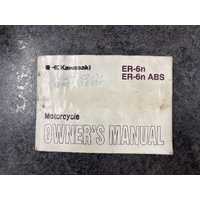 Kawasaki
ER-6n
ER-6n ABS
Motorcycle
OWNER'S MANUAL